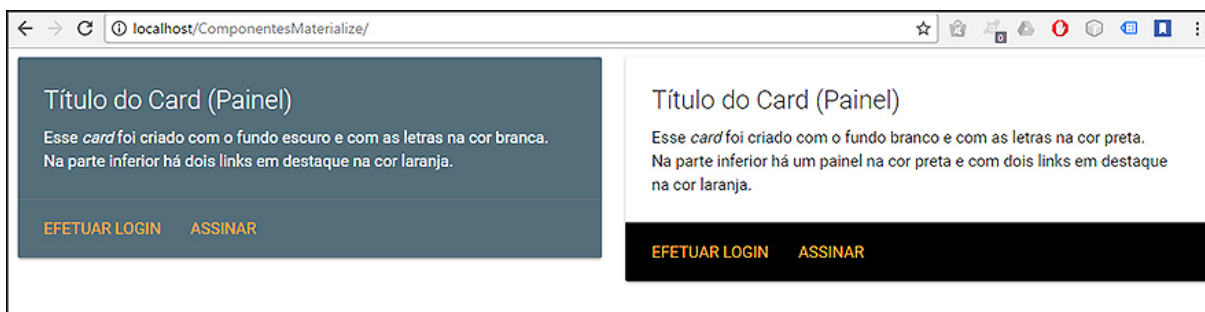 localhost/ComponentesMaterialize/
0
Título do Card (Painel)
Esse card foi criado com o fundo escuro e com as letras na cor branca.
Na parte inferior há dois links em destaque na cor laranja.
EFETUAR LOGIN ASSINAR
Título do Card (Painel)
Esse card foi criado com o fundo branco e com as letras na cor preta.
Na parte inferior há um painel na cor preta e com dois links em destaque
na cor laranja.
EFETUAR LOGIN ASSINAR